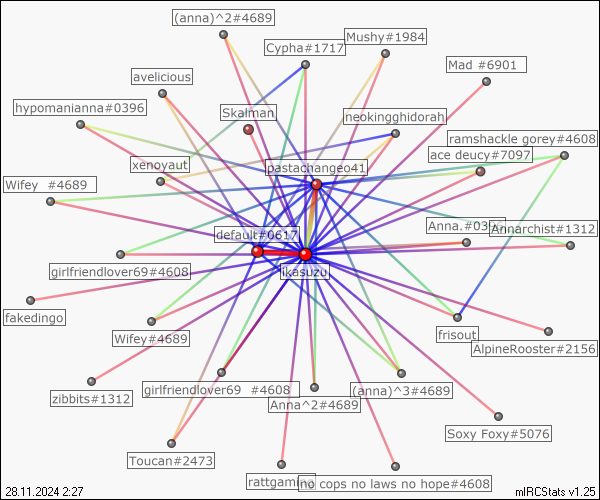 (anna)^2#4689
Mushy#1984
Cypha#1717
Mad #6901
avelicious
hypomanianna#0396
Skalman
neokingghidorah
ramshackle gorey#4608
ace deucy#7097
xenoyaut
pastachangeo41
Wifey #4689
Anna.
Annarchist#1312
default#0617
girlfriendlover69#4608
ikasuzu
fakedingo
Wifey#4689
frisout
AlpineRooster#2156
girlfriendlover69 #4608
(anna)^3#4689
zibbits#1312
Anna^2#4689
Soxy Foxy#5076
Toucan#2473
rattgaming
no cops no laws no hope#4608
28.11.2024 2:27
mIRCStats v1.25